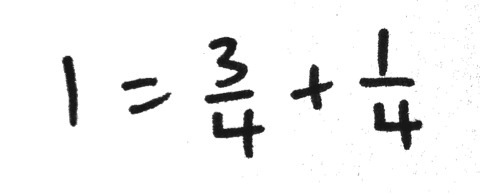 1 = 3/4 + 1/4